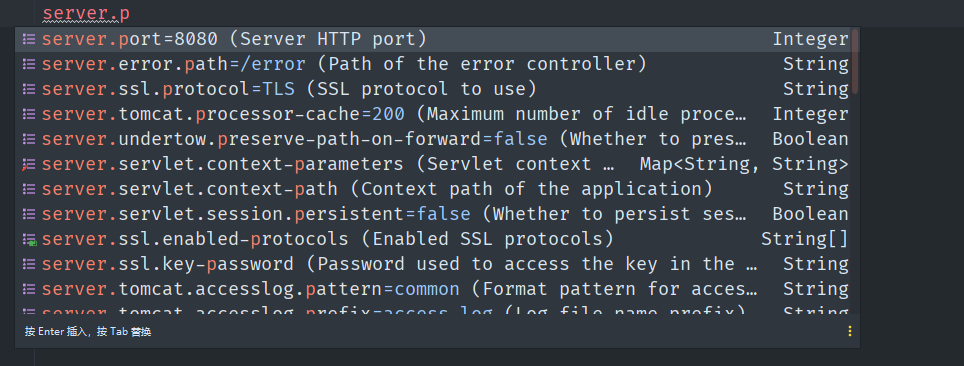 server.p
server.port=8080 (Server HTTP port) Integer
server.error.path=/error (Path of the error controller) String
server.ssl.protocol=TLS (SSL protocol to use) String
server.tomcat.processor-cache=200 (Maximum number of idle proce… Integer
server.undertow.preserve-path-on-forward=false (Whether to pres… Boolean
server.servlet.context-parameters (Servlet context … Map<String, String>
server.servlet.context-path (Context path of the application) String
server.servlet.session.persistent=false (Whether to persist ses… Boolean
server.ssl.enabled-protocols (Enabled SSL protocols) String[]
server.ssl.key-password (Password used to access the key in the … String
server.tomcat.accesslog.pattern=common (Format pattern for acces… String
server.tomcat.accesslog.prefix=access_log (Log file name prefix) String
按 Enter 插入，按 Tab 替换